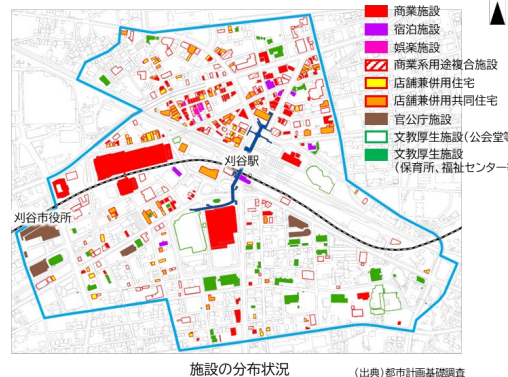 商業施設
宿泊施設
娯楽施設
商業系用途複合施設
店舗兼併用住宅
店舗兼併用共同住宅
官公庁施設
文教厚生施設(公会堂等
文教厚生施設
(保育所、福祉センター
刈谷駅
刈谷市役所
施設の分布状況
(出典)都市計画基礎調査